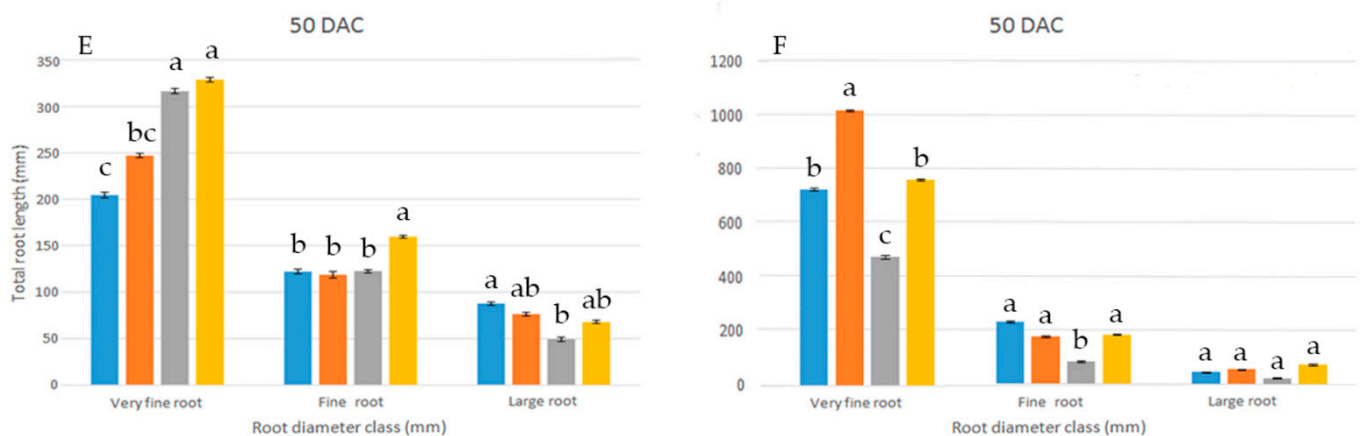 E
50 DAC
Total root length (mm)
350
300
250
200
150
100
50
0
c
bc
a
a
b
b
b
a
a
ab
b
ab
Very fine root
Fine root
Large root
Root diameter class (mm)
F
50 DAC
1200
1000
800
600
400
200
0
b
a
c
b
a
a
b
a
a
a
a
a
Very fine root
Fine root
Large root
Root diameter class (mm)